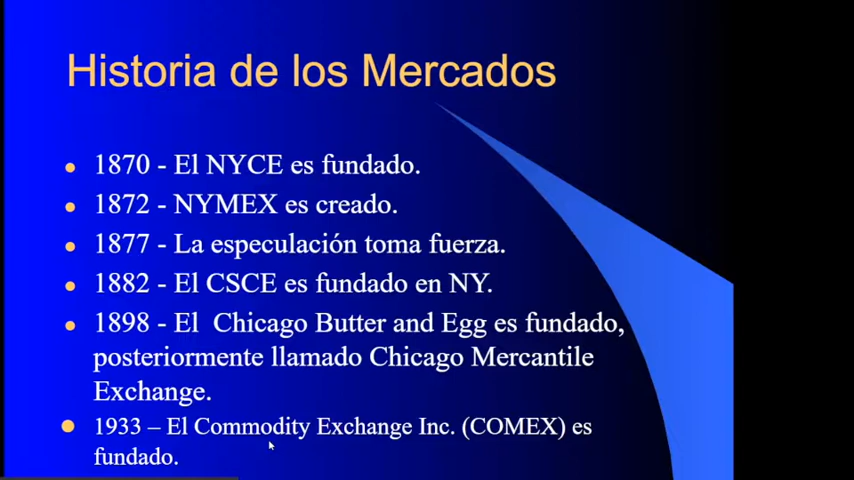 Historia de los Mercados
1870 - El NYCE es fundado.
1872 - NYMEX es creado.
1877 - La especulación toma fuerza.
1882 - El CSCE es fundado en NY.
1898 - El Chicago Butter and Egg es fundado,
posteriormente llamado Chicago Mercantile
Exchange.
1933 – El Commodity Exchange Inc. (COMEX) es
fundado.